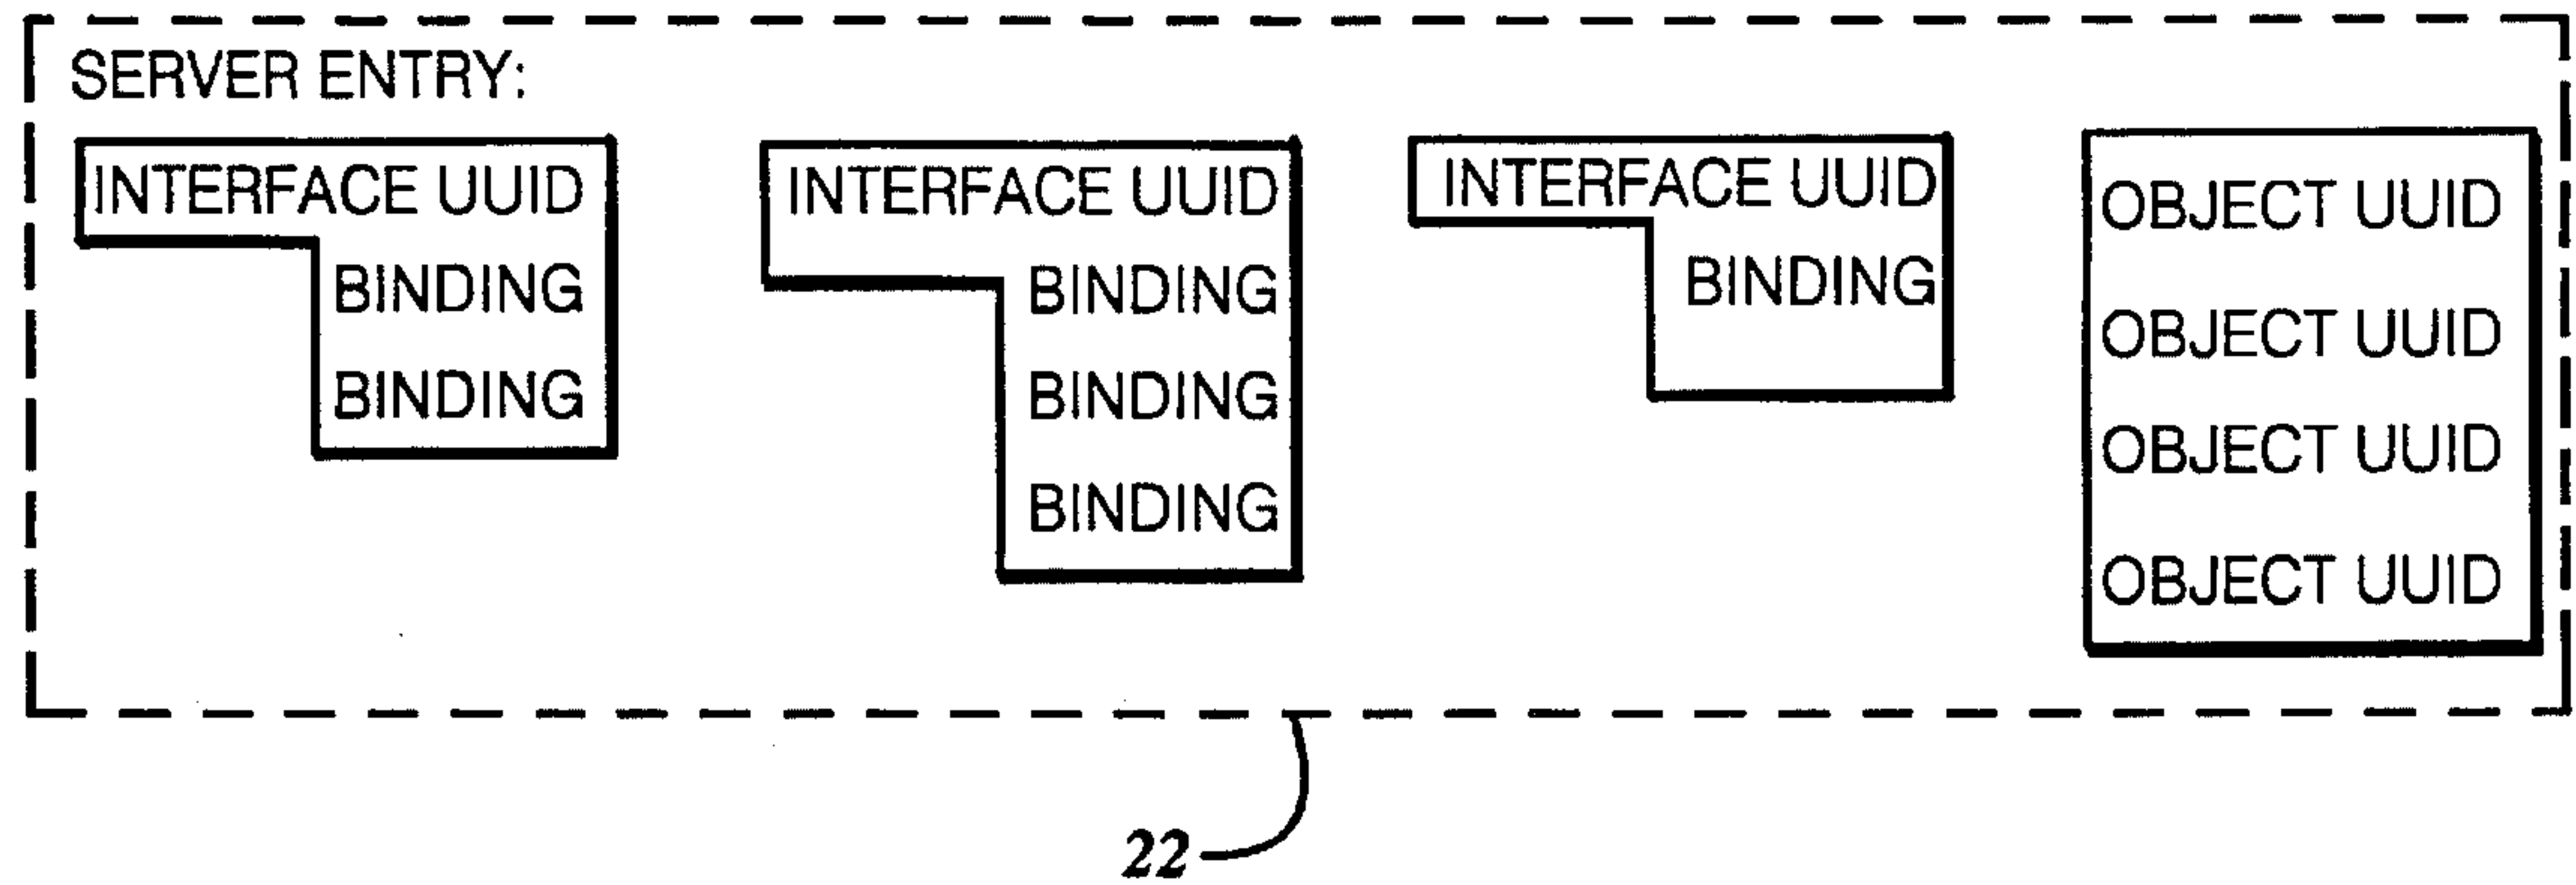 SERVER ENTRY:
INTERFACE UUID
BINDING
BINDING
INTERFACE UUID
BINDING
BINDING
BINDING
INTERFACE UUID
BINDING
OBJECT UUID
OBJECT UUID
OBJECT UUID
OBJECT UUID
22